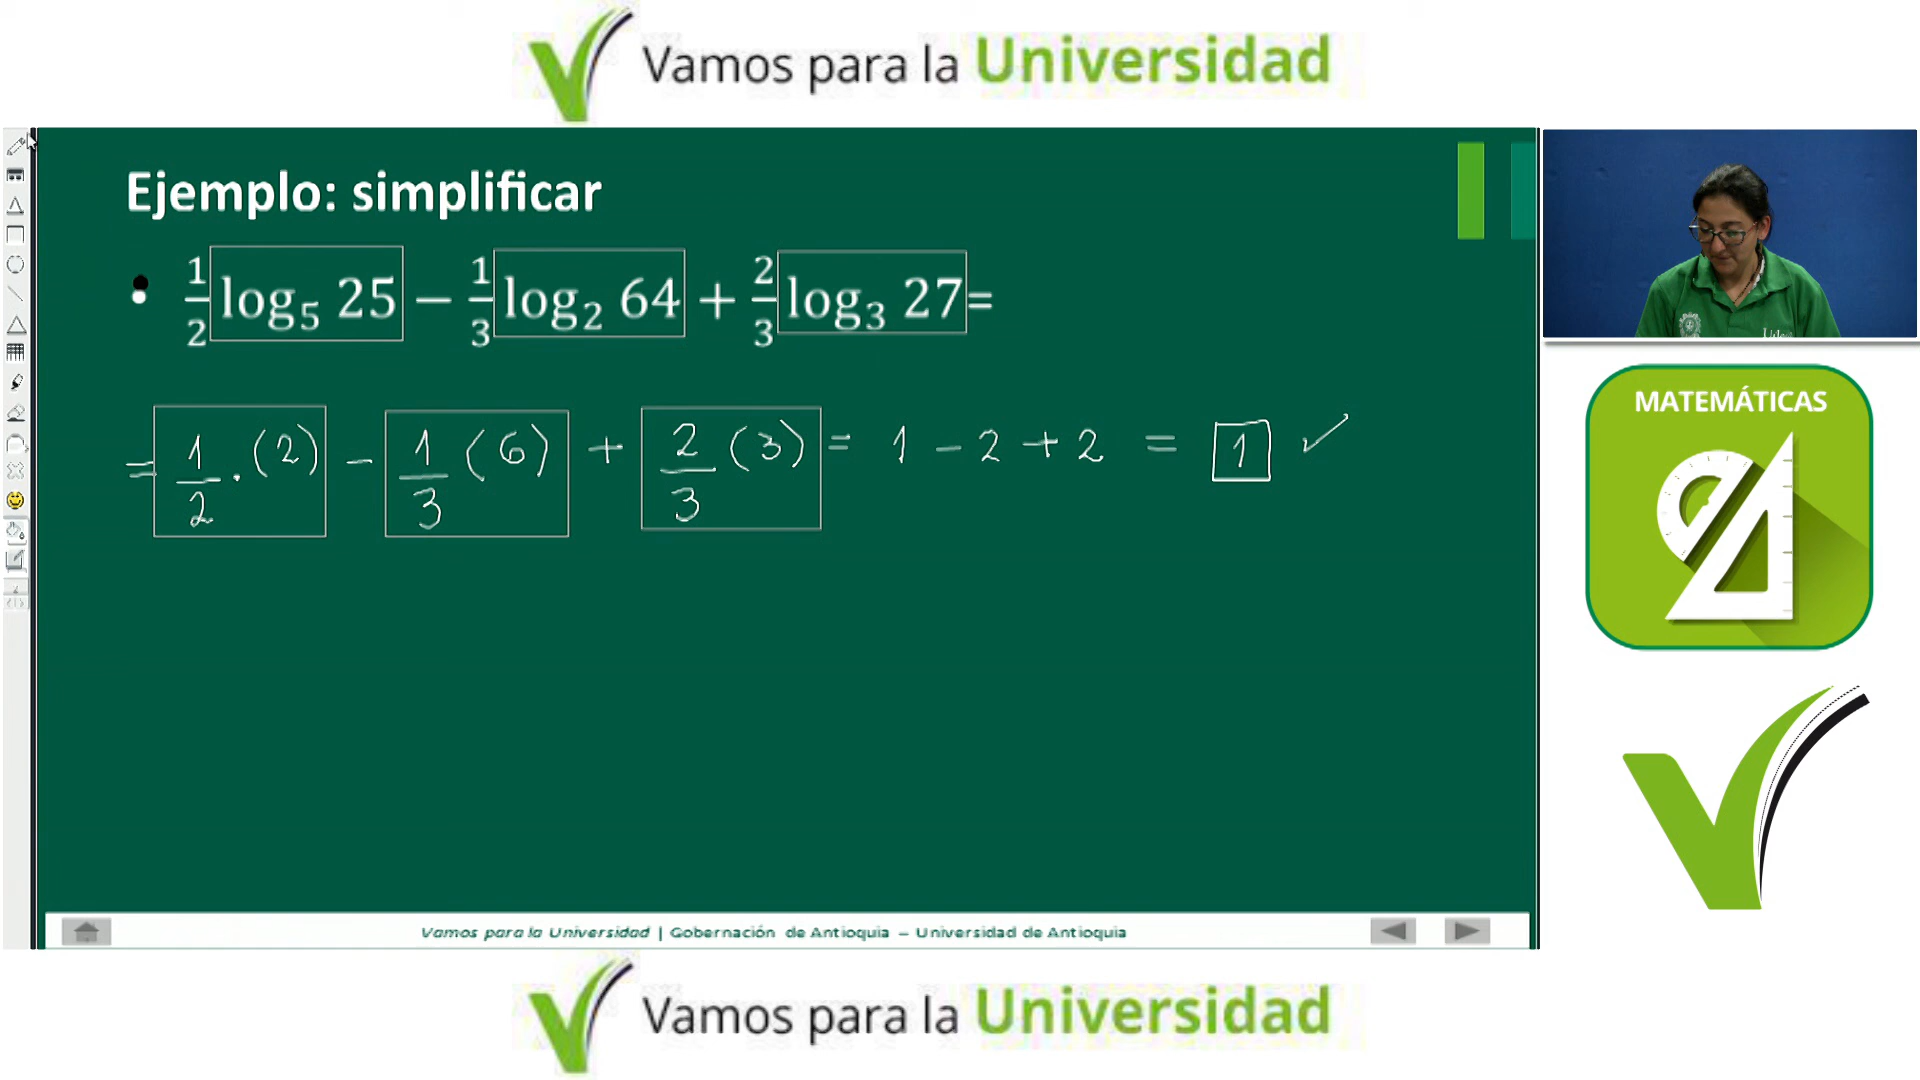 Vamos para la Universidad
Ejemplo: simplificar
• 1/2 log₅ 25 − 1/3 log₂ 64 + 2/3 log₃ 27=
= 1/2 . (2) − 1/3 (6) + 2/3 (3) = 1 − 2 + 2 = 1 ✓
MATEMÁTICAS
Vamos para la Universidad | Gobernación de Antioquia – Universidad de Antioquia
Vamos para la Universidad